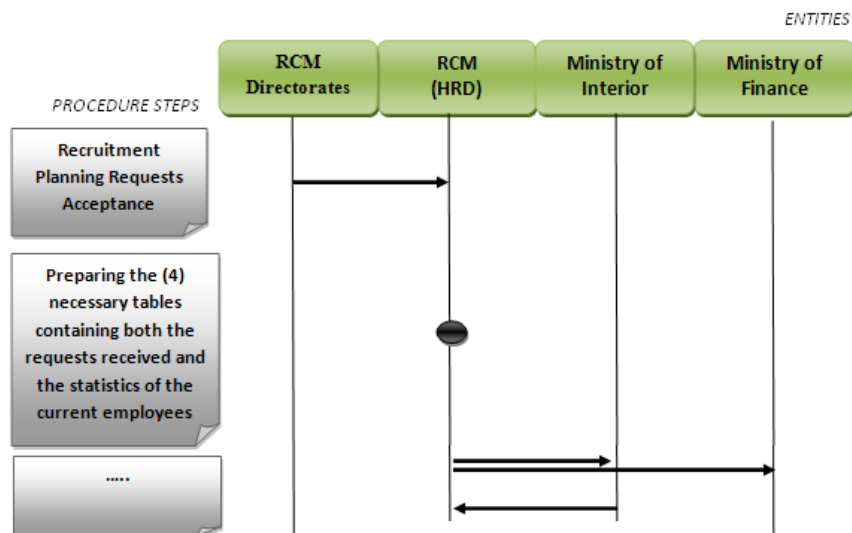 ENTITIES
RCM
Directorates
RCM
(HRD)
Ministry of
Interior
Ministry of
Finance
PROCEDURE STEPS
Recruitment
Planning Requests
Acceptance
Preparing the (4)
necessary tables
containing both the
requests received and
the statistics of the
current employees
.....